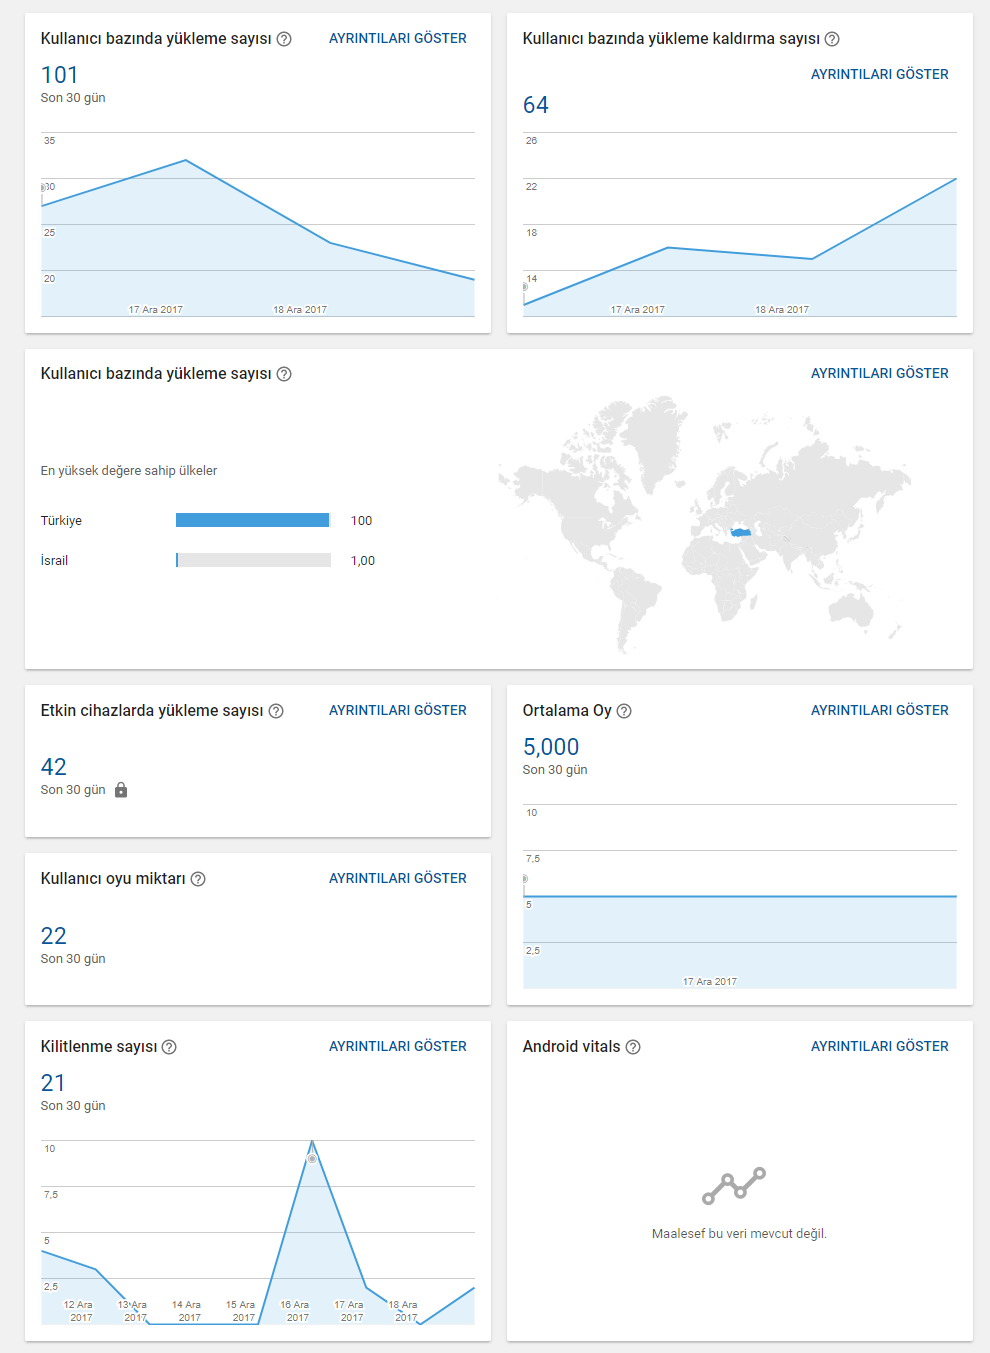 Kullanıcı bazında yükleme sayısı
AYRINTILARI GÖSTER
101
Son 30 gün
35
30
25
20
17 Ara 2017
18 Ara 2017
Kullanıcı bazında yükleme kaldırma sayısı
AYRINTILARI GÖSTER
64
26
22
18
14
17 Ara 2017
18 Ara 2017
Kullanıcı bazında yükleme sayısı
AYRINTILARI GÖSTER
En yüksek değere sahip ülkeler
Türkiye 100
İsrail 1,00
Etkin cihazlarda yükleme sayısı
AYRINTILARI GÖSTER
42
Son 30 gün
Ortalama Oy
AYRINTILARI GÖSTER
5,000
Son 30 gün
10
7,5
5
2,5
17 Ara 2017
Kullanıcı oyu miktarı
AYRINTILARI GÖSTER
22
Son 30 gün
Kilitlenme sayısı
AYRINTILARI GÖSTER
21
Son 30 gün
10
7,5
5
2,5
12 Ara 2017
13 Ara 2017
14 Ara 2017
15 Ara 2017
16 Ara 2017
17 Ara 2017
18 Ara 2017
Android vitals
AYRINTILARI GÖSTER
Maalesef bu veri mevcut değil.